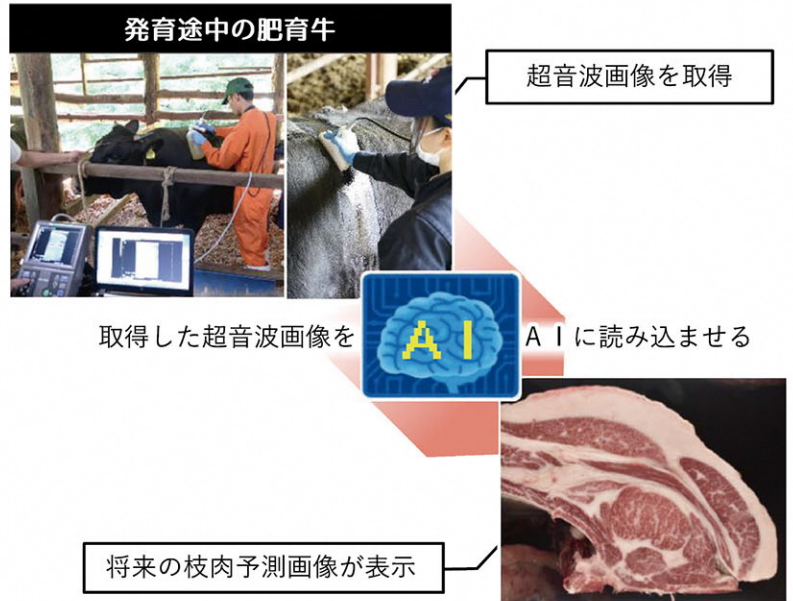 発育途中の肥育牛
超音波画像を取得
取得した超音波画像を
AI
AIに読み込ませる
将来の枝肉予測画像が表示